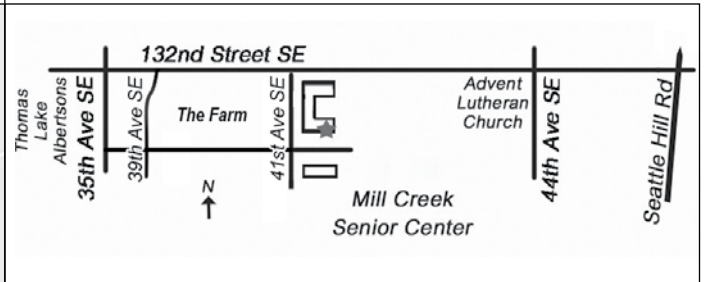 132nd Street SE
Thomas
Lake
Albertsons
35th Ave SE
39th Ave SE
The Farm
41st Ave SE
Advent
Lutheran
Church
44th Ave SE
Seattle Hill Rd
N
Mill Creek
Senior Center